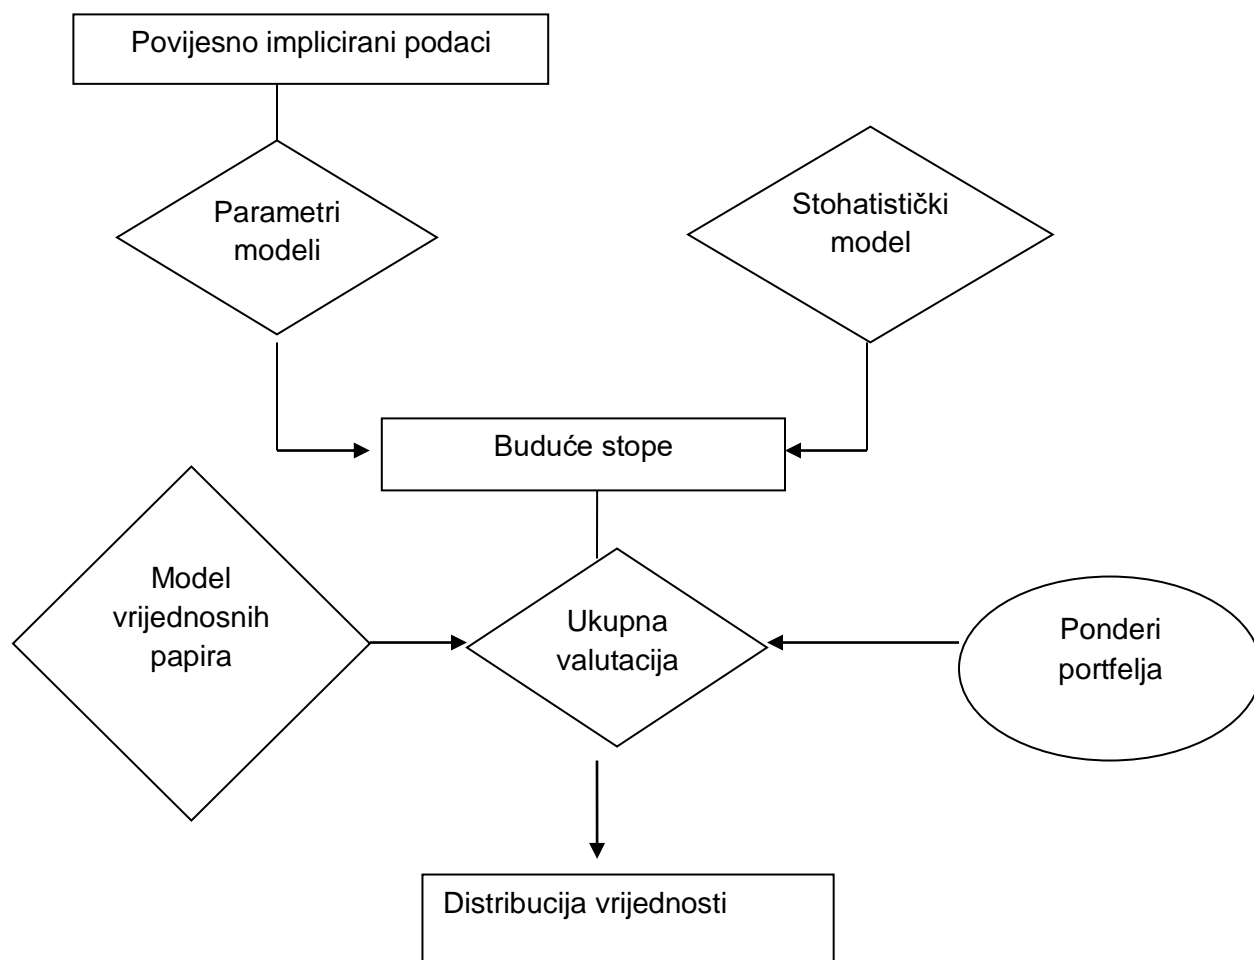 Povijesno implicirani podaci
Parametri
modeli
Stohatistički
model
Buduće stope
Model
vrijednosnih
papira
Ukupna
valutacija
Ponderi
portfelja
Distribucija vrijednosti